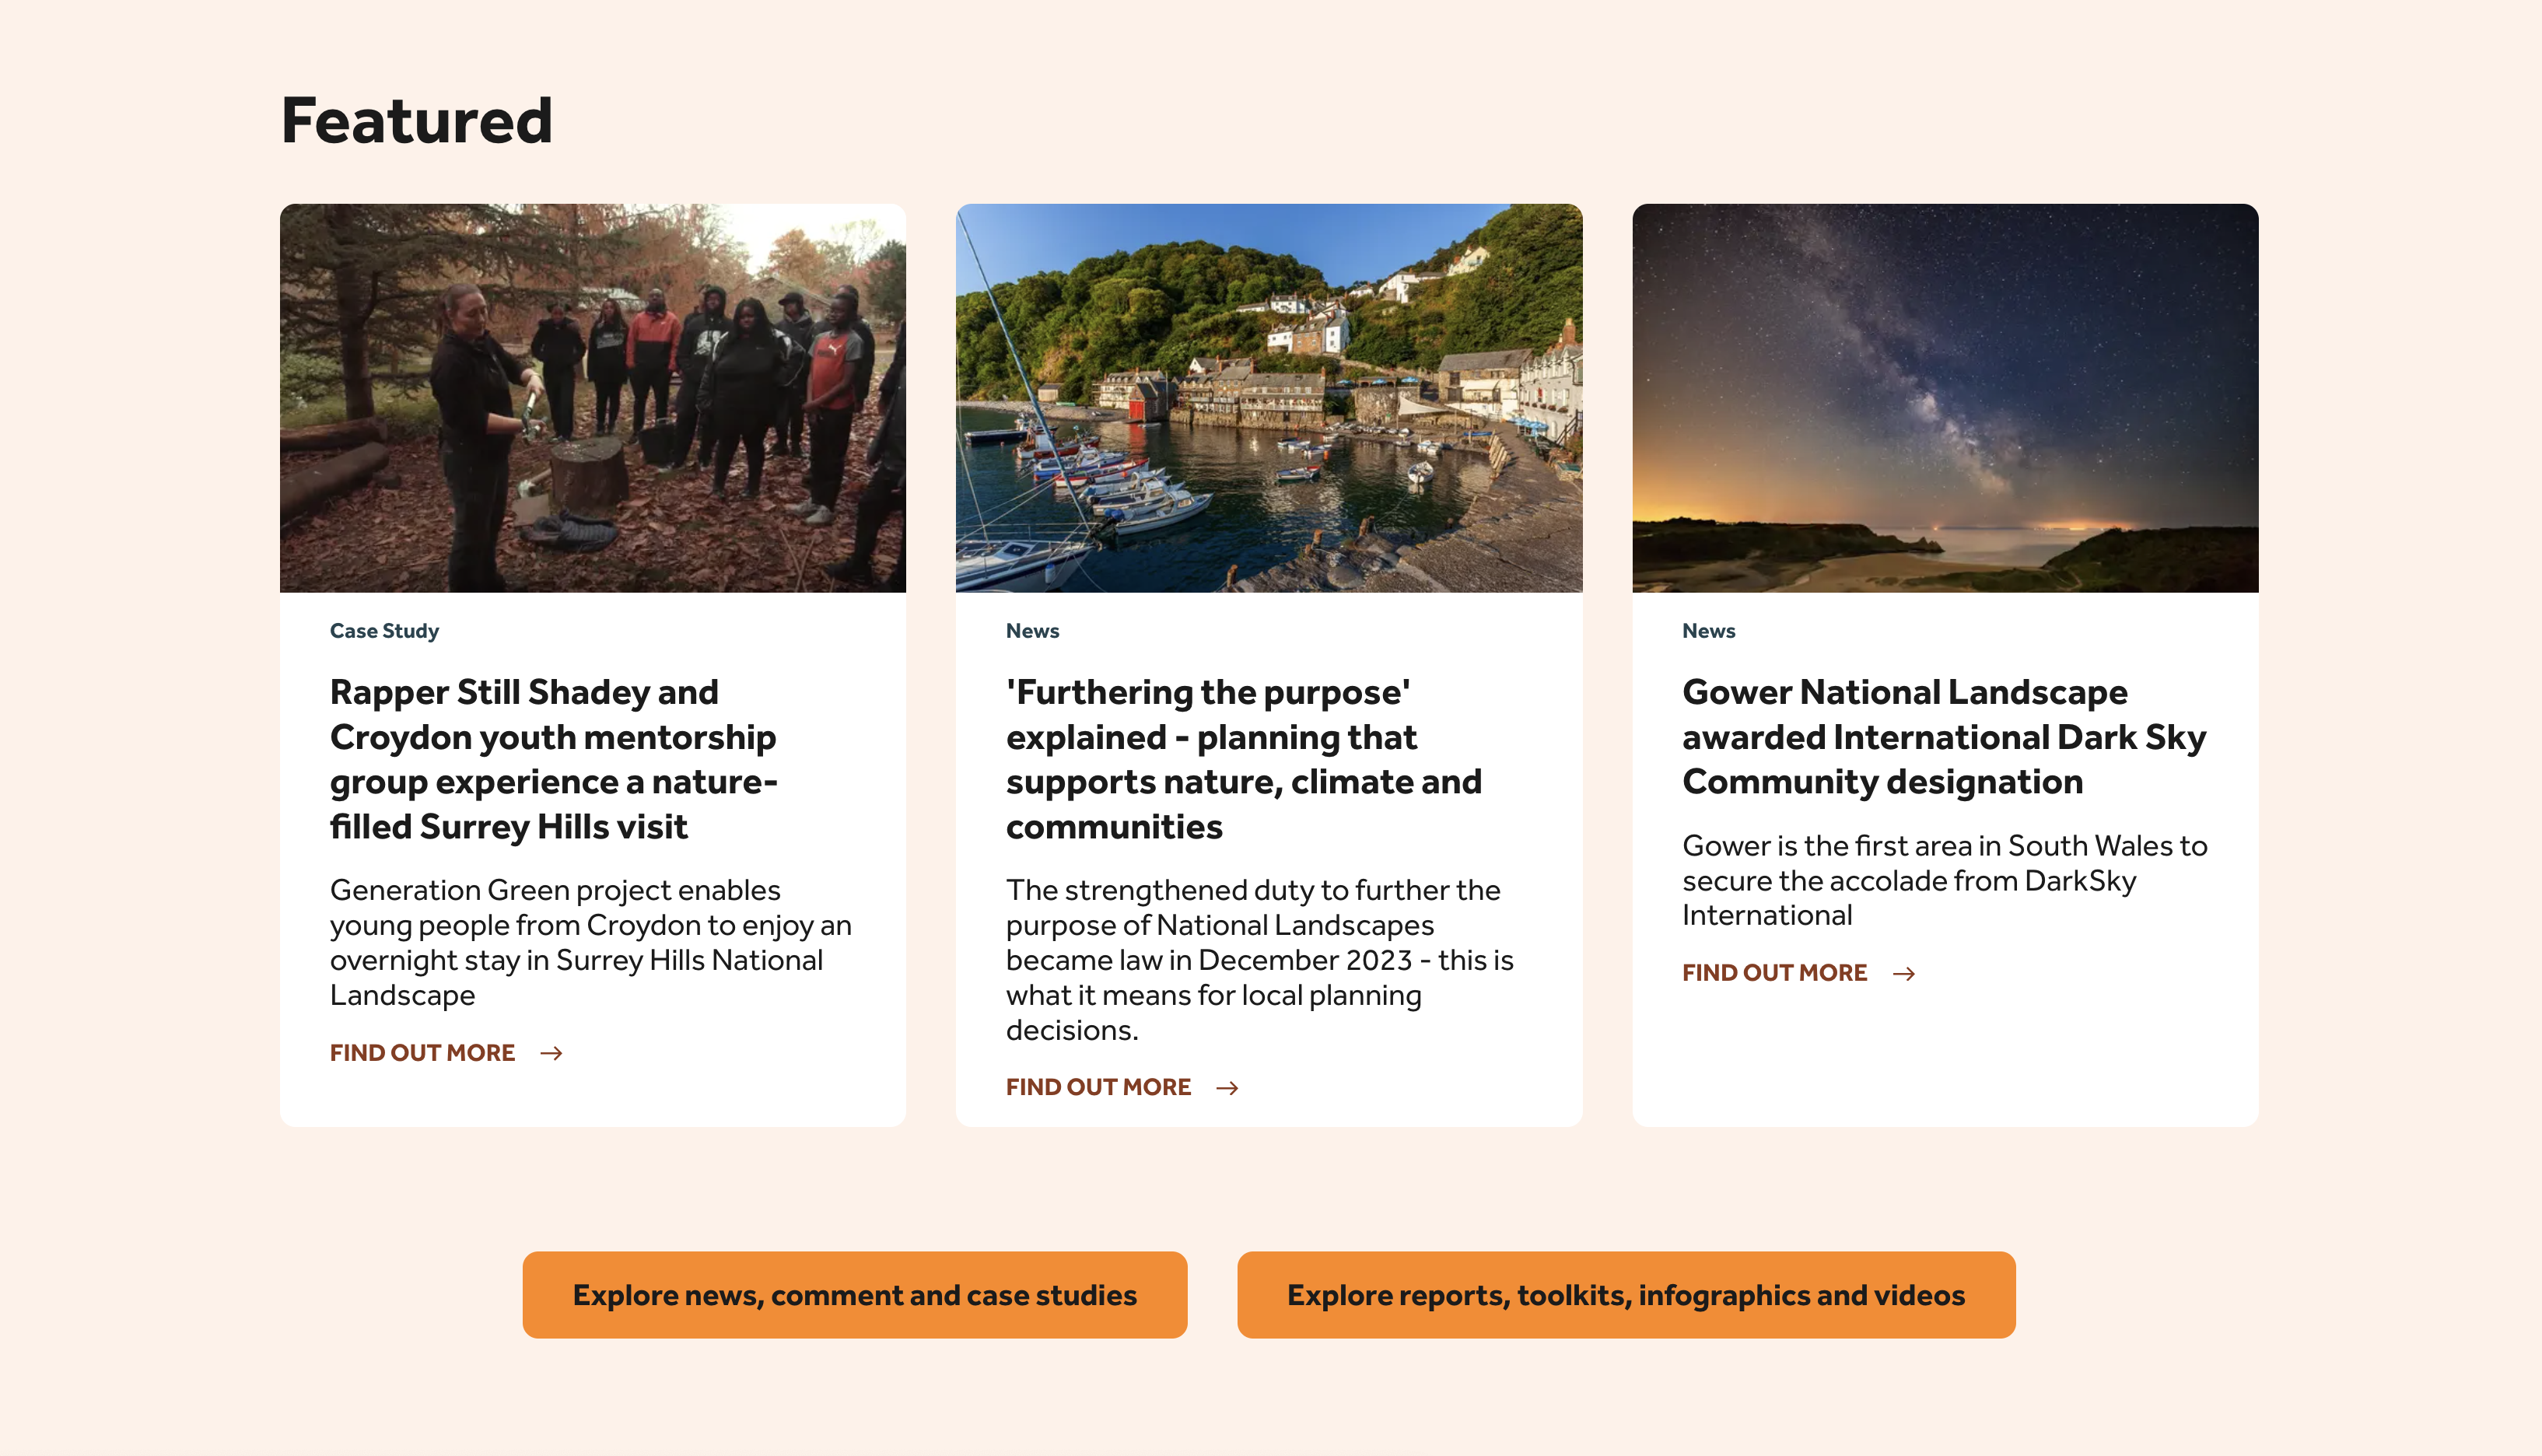 Featured
Case Study
Rapper Still Shadey and
Croydon youth mentorship
group experience a nature-
filled Surrey Hills visit
Generation Green project enables
young people from Croydon to enjoy an
overnight stay in Surrey Hills National
Landscape
FIND OUT MORE →
News
'Furthering the purpose'
explained - planning that
supports nature, climate and
communities
The strengthened duty to further the
purpose of National Landscapes
became law in December 2023 - this is
what it means for local planning
decisions.
FIND OUT MORE →
News
Gower National Landscape
awarded International Dark Sky
Community designation
Gower is the first area in South Wales to
secure the accolade from DarkSky
International
FIND OUT MORE →
Explore news, comment and case studies
Explore reports, toolkits, infographics and videos